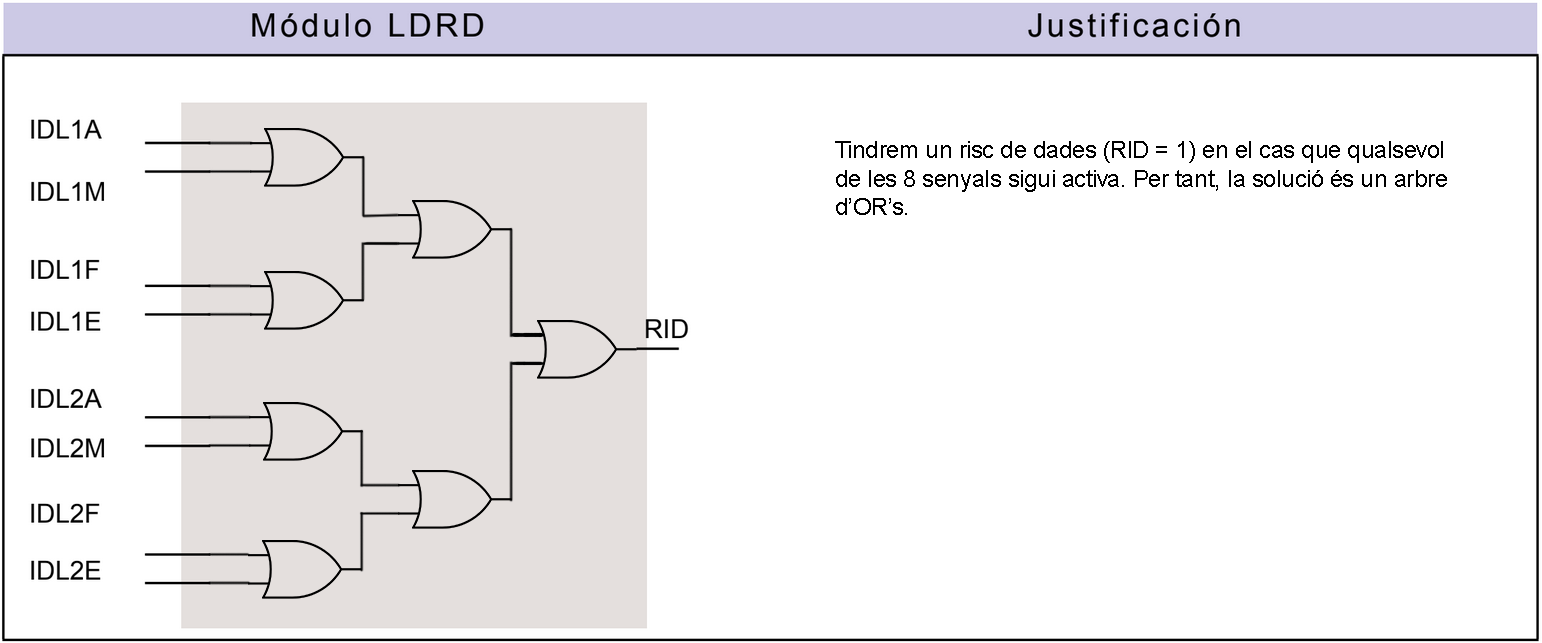 Módulo LDRD
Justificación
IDL1A
IDL1M
IDL1F
IDL1E
IDL2A
IDL2M
IDL2F
IDL2E
RID
Tindrem un risc de dades (RID = 1) en el cas que qualsevol
de les 8 senyals sigui activa. Per tant, la solució és un arbre
d'OR's.